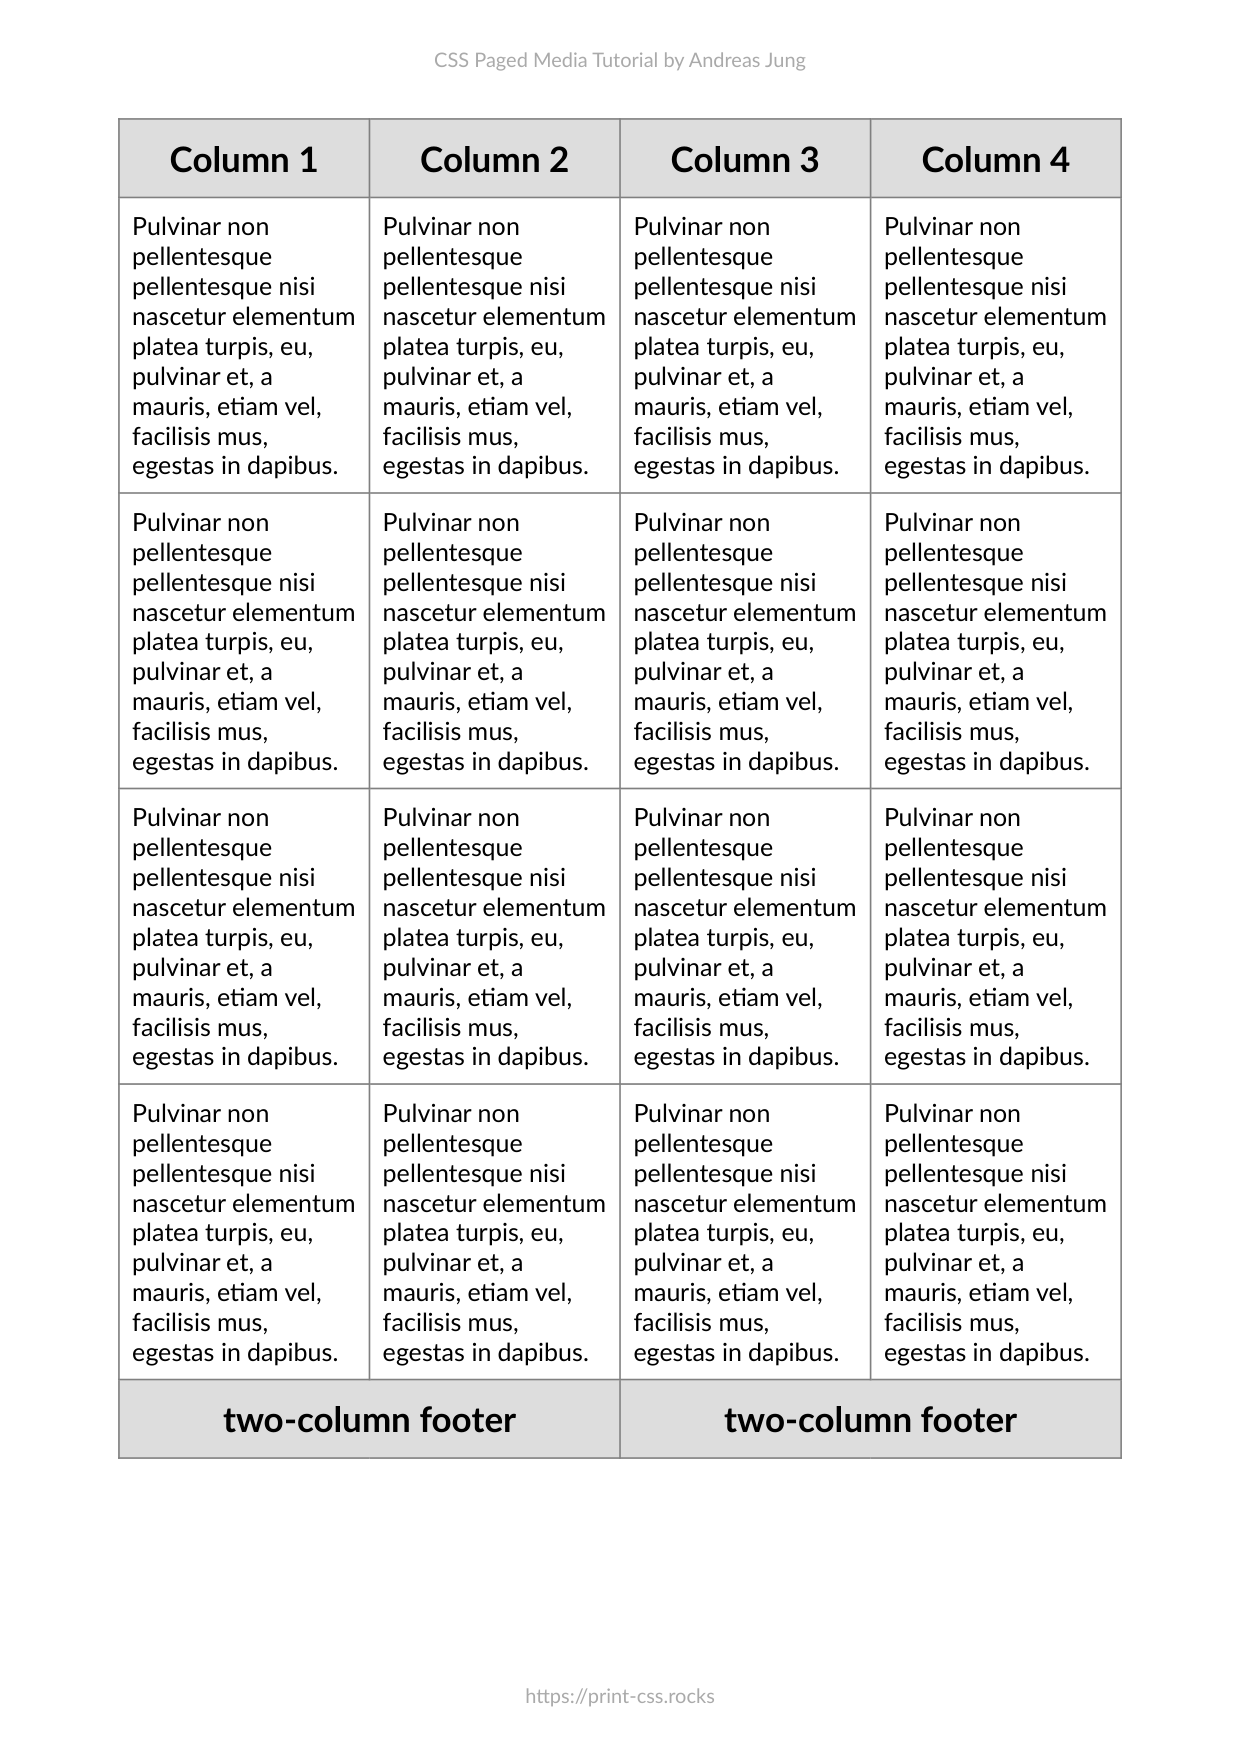 CSS Paged Media Tutorial by Andreas Jung
Column 1 Column 2 Column 3 Column 4
Pulvinar non
pellentesque
pellentesque nisi
nascetur elementum
platea turpis, eu,
pulvinar et, a
mauris, etiam vel,
facilisis mus,
egestas in dapibus.
Pulvinar non
pellentesque
pellentesque nisi
nascetur elementum
platea turpis, eu,
pulvinar et, a
mauris, etiam vel,
facilisis mus,
egestas in dapibus.
Pulvinar non
pellentesque
pellentesque nisi
nascetur elementum
platea turpis, eu,
pulvinar et, a
mauris, etiam vel,
facilisis mus,
egestas in dapibus.
Pulvinar non
pellentesque
pellentesque nisi
nascetur elementum
platea turpis, eu,
pulvinar et, a
mauris, etiam vel,
facilisis mus,
egestas in dapibus.
Pulvinar non
pellentesque
pellentesque nisi
nascetur elementum
platea turpis, eu,
pulvinar et, a
mauris, etiam vel,
facilisis mus,
egestas in dapibus.
Pulvinar non
pellentesque
pellentesque nisi
nascetur elementum
platea turpis, eu,
pulvinar et, a
mauris, etiam vel,
facilisis mus,
egestas in dapibus.
Pulvinar non
pellentesque
pellentesque nisi
nascetur elementum
platea turpis, eu,
pulvinar et, a
mauris, etiam vel,
facilisis mus,
egestas in dapibus.
Pulvinar non
pellentesque
pellentesque nisi
nascetur elementum
platea turpis, eu,
pulvinar et, a
mauris, etiam vel,
facilisis mus,
egestas in dapibus.
Pulvinar non
pellentesque
pellentesque nisi
nascetur elementum
platea turpis, eu,
pulvinar et, a
mauris, etiam vel,
facilisis mus,
egestas in dapibus.
Pulvinar non
pellentesque
pellentesque nisi
nascetur elementum
platea turpis, eu,
pulvinar et, a
mauris, etiam vel,
facilisis mus,
egestas in dapibus.
Pulvinar non
pellentesque
pellentesque nisi
nascetur elementum
platea turpis, eu,
pulvinar et, a
mauris, etiam vel,
facilisis mus,
egestas in dapibus.
Pulvinar non
pellentesque
pellentesque nisi
nascetur elementum
platea turpis, eu,
pulvinar et, a
mauris, etiam vel,
facilisis mus,
egestas in dapibus.
Pulvinar non
pellentesque
pellentesque nisi
nascetur elementum
platea turpis, eu,
pulvinar et, a
mauris, etiam vel,
facilisis mus,
egestas in dapibus.
Pulvinar non
pellentesque
pellentesque nisi
nascetur elementum
platea turpis, eu,
pulvinar et, a
mauris, etiam vel,
facilisis mus,
egestas in dapibus.
Pulvinar non
pellentesque
pellentesque nisi
nascetur elementum
platea turpis, eu,
pulvinar et, a
mauris, etiam vel,
facilisis mus,
egestas in dapibus.
Pulvinar non
pellentesque
pellentesque nisi
nascetur elementum
platea turpis, eu,
pulvinar et, a
mauris, etiam vel,
facilisis mus,
egestas in dapibus.
two-column footer two-column footer
https://print-css.rocks